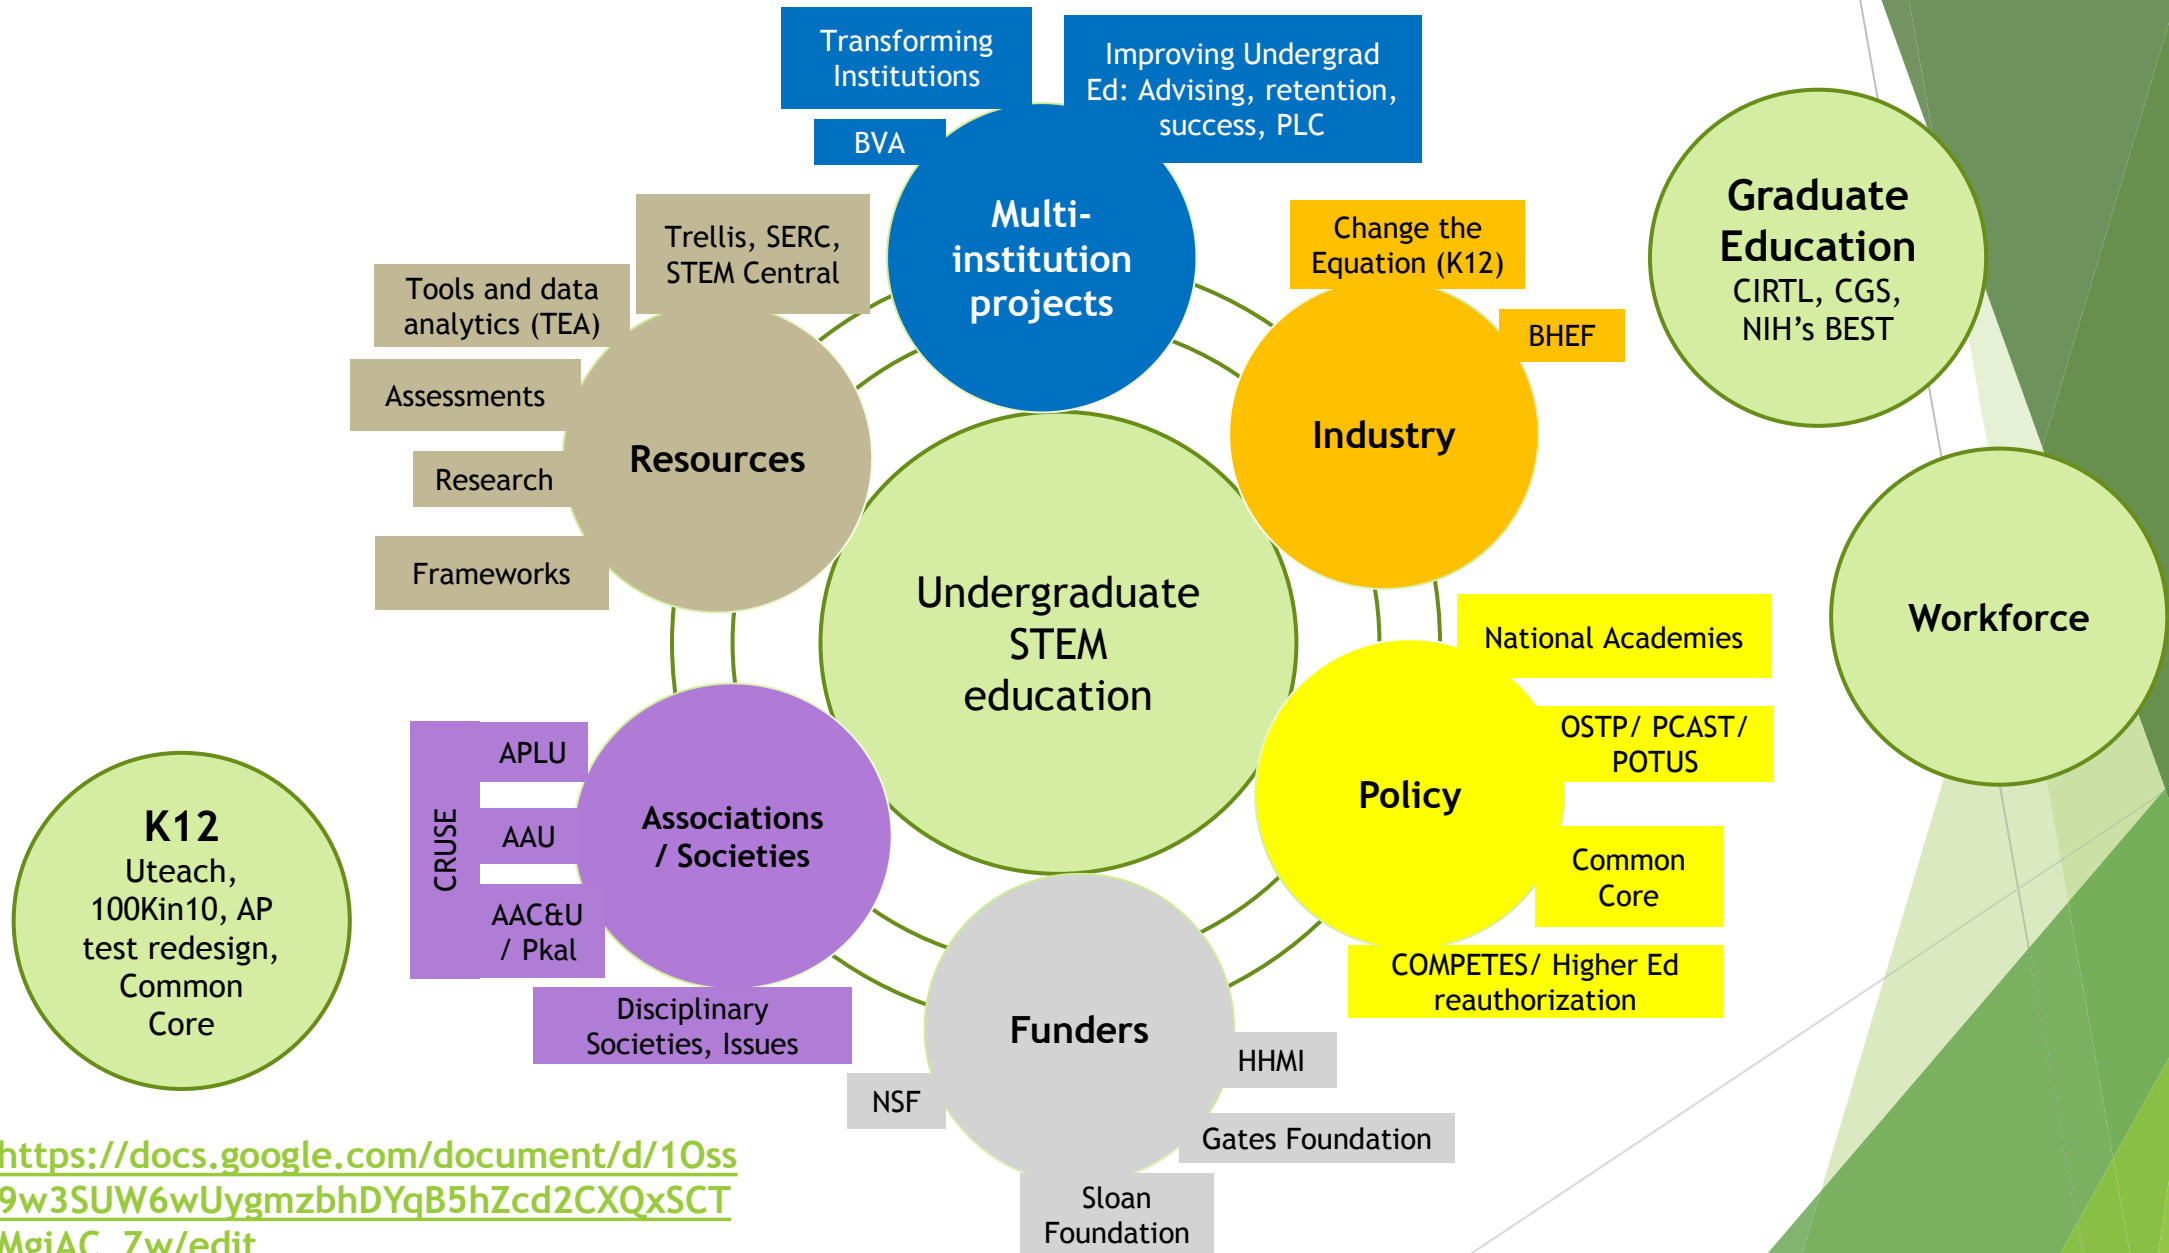 Transforming
Institutions
Improving Undergrad
Ed: Advising, retention,
success, PLC
BVA
Multi-
institution
projects
Trellis, SERC,
STEM Central
Tools and data
analytics (TEA)
Assessments
Research
Frameworks
Resources
Change the
Equation (K12)
BHEF
Industry
Graduate
Education
CIRTL, CGS,
NIH’s BEST
Workforce
Undergraduate
STEM
education
National Academies
OSTP/ PCAST/
POTUS
Policy
Common
Core
COMPETES/ Higher Ed
reauthorization
CRUSE
APLU
AAU
AAC&U
/ Pkal
Associations
/ Societies
Disciplinary
Societies, Issues
K12
Uteach,
100Kin10, AP
test redesign,
Common
Core
Funders
HHMI
NSF
Gates Foundation
Sloan
Foundation
https://docs.google.com/document/d/1Oss
9w3SUW6wUygmzbhDYqB5hZcd2CXQxSCT
MgiAC_7w/edit